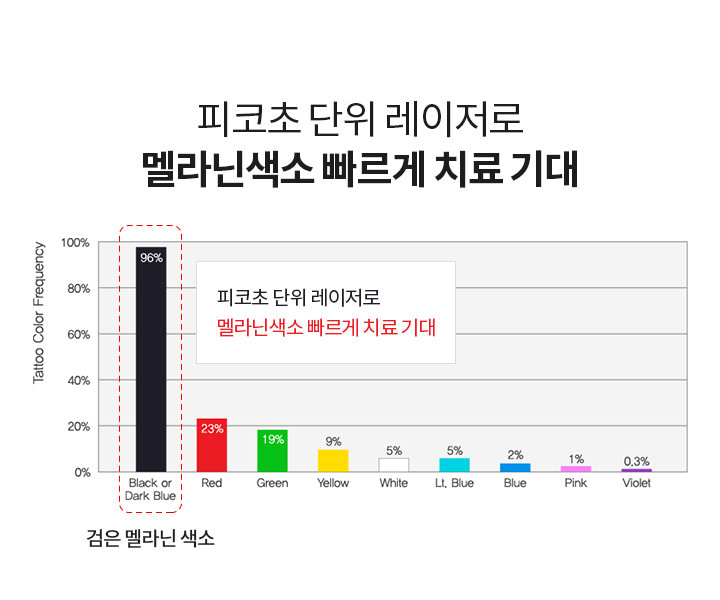 피코초 단위 레이저로
멜라닌색소 빠르게 치료 기대
Tattoo Color Frequency
100%
80%
60%
40%
20%
0%
96%
23%
19%
9%
5%
5%
2%
1%
0,3%
피코초 단위 레이저로
멜라닌색소 빠르게 치료 기대
Black or
Dark Blue
Red
Green
Yellow
White
Lt, Blue
Blue
Pink
Violet
검은 멜라닌 색소